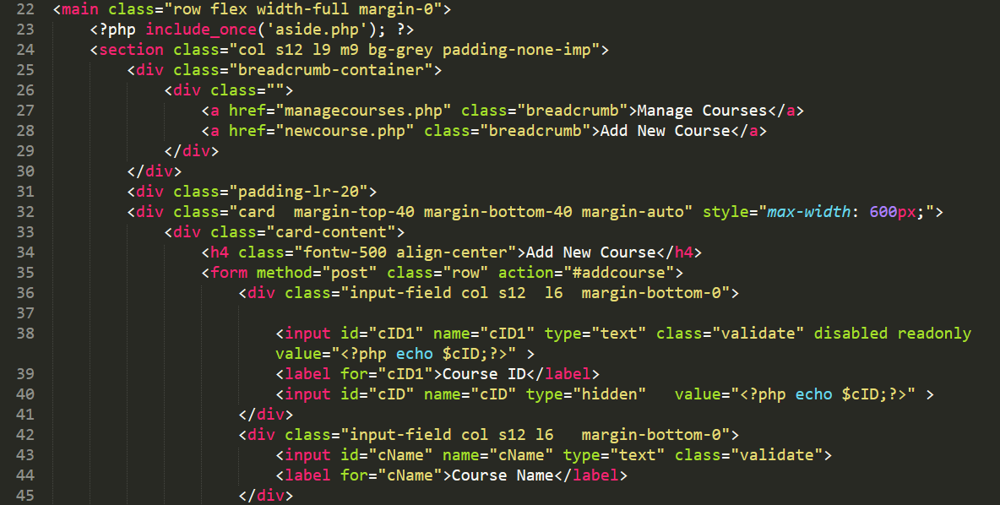 22 <main class="row flex width-full margin-0">
23 <?php include_once('aside.php'); ?>
24 <section class="col s12 l9 m9 bg-grey padding-none-imp">
25 <div class="breadcrumb-container">
26 <div class="">
27 <a href="managecourses.php" class="breadcrumb">Manage Courses</a>
28 <a href="newcourse.php" class="breadcrumb">Add New Course</a>
29 </div>
30 </div>
31 <div class="padding-lr-20">
32 <div class="card  margin-top-40 margin-bottom-40 margin-auto" style="max-width: 600px;">
33 <div class="card-content">
34 <h4 class="fontw-500 align-center">Add New Course</h4>
35 <form method="post" class="row" action="#addcourse">
36 <div class="input-field col s12  l6  margin-bottom-0">
37
38 <input id="cID1" name="cID1" type="text" class="validate" disabled readonly
value="<?php echo $cID;?>" >
39 <label for="cID1">Course ID</label>
40 <input id="cID" name="cID" type="hidden"   value="<?php echo $cID;?>" >
41 </div>
42 <div class="input-field col s12 l6   margin-bottom-0">
43 <input id="cName" name="cName" type="text" class="validate">
44 <label for="cName">Course Name</label>
45 </div>